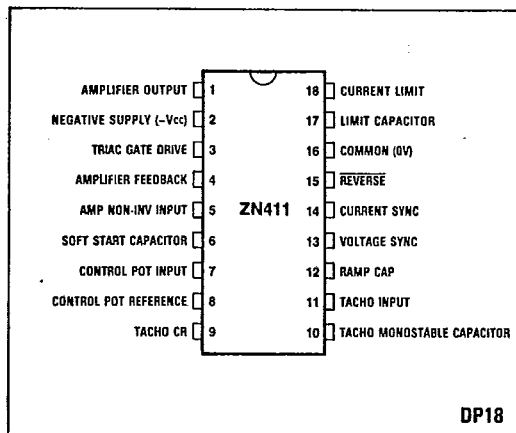 AMPLIFIER OUTPUT 1
NEGATIVE SUPPLY (–Vcc) 2
TRIAC GATE DRIVE 3
AMPLIFIER FEEDBACK 4
AMP NON-INV INPUT 5
SOFT START CAPACITOR 6
CONTROL POT INPUT 7
CONTROL POT REFERENCE 8
TACHO CR 9
ZN411
18 CURRENT LIMIT
17 LIMIT CAPACITOR
16 COMMON (0V)
15 REVERSE
14 CURRENT SYNC
13 VOLTAGE SYNC
12 RAMP CAP
11 TACHO INPUT
10 TACHO MONOSTABLE CAPACITOR
DP18